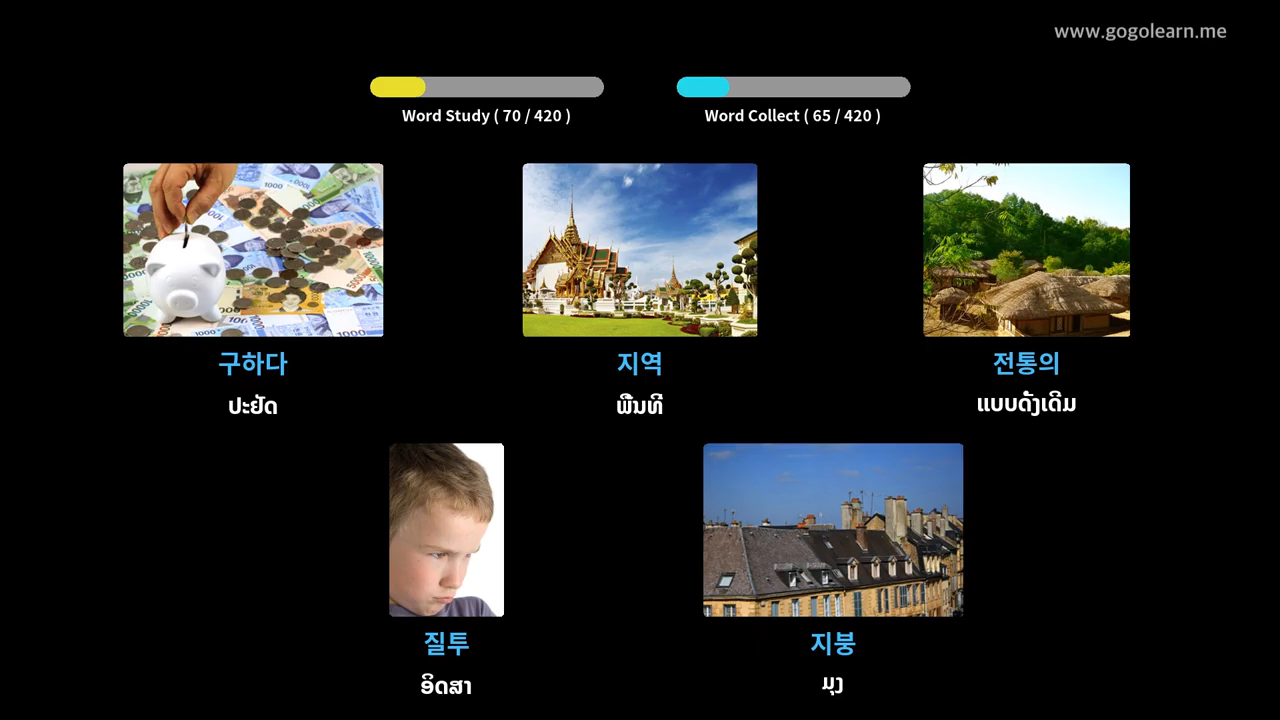 www.gogolearn.me
Word Study ( 70 / 420 )
Word Collect ( 65 / 420 )
구하다
ປະຢັດ
지역
ພື້ນທີ່
전통의
ແບບດັ້ງເດີມ
질투
ອິດສາ
지붕
ມຸງ